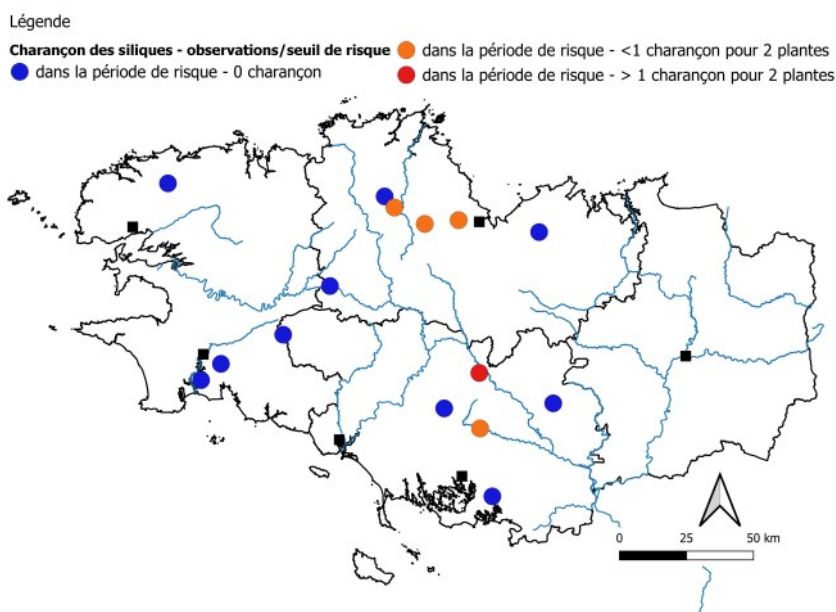 Légende
Charançon des siliques - observations/seuil de risque
dans la période de risque - 0 charançon
dans la période de risque - <1 charançon pour 2 plantes
dans la période de risque - > 1 charançon pour 2 plantes
0 25 50 km